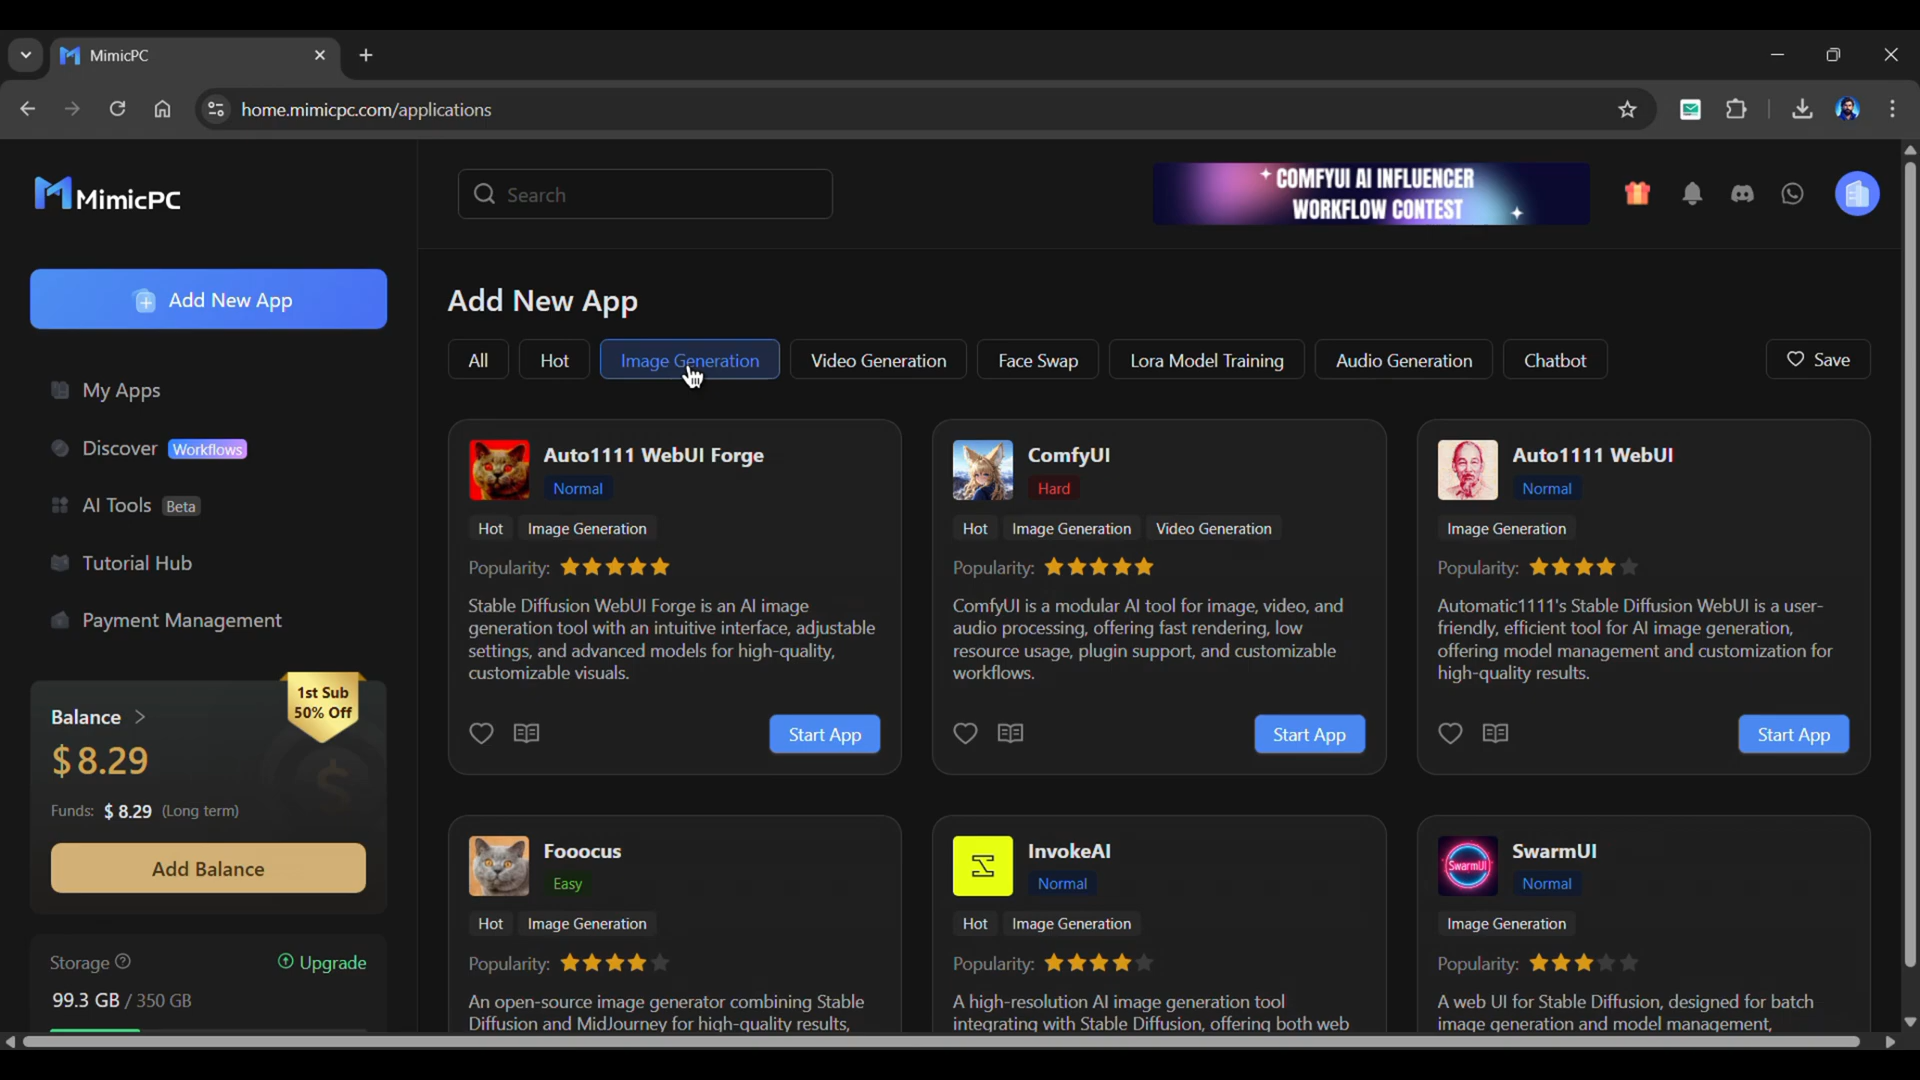 MimicPC
home.mimicpc.com/applications
MimicPC
Search
COMFYUI AI INFLUENCER
WORKFLOW CONTEST
Add New App
My Apps
Discover Workflows
AI Tools Beta
Tutorial Hub
Payment Management
1st Sub
50% Off
Balance >
$8.29
Funds: $ 8.29 (Long term)
Add Balance
Storage
Upgrade
99.3 GB / 350 GB
Add New App
All Hot Image Generation Video Generation Face Swap Lora Model Training Audio Generation Chatbot Save
Auto1111 WebUI Forge
Normal
Hot Image Generation
Popularity:
Stable Diffusion WebUI Forge is an AI image
generation tool with an intuitive interface, adjustable
settings, and advanced models for high-quality,
customizable visuals.
Start App
ComfyUI
Hard
Hot Image Generation Video Generation
Popularity:
ComfyUI is a modular AI tool for image, video, and
audio processing, offering fast rendering, low
resource usage, plugin support, and customizable
workflows.
Start App
Auto1111 WebUI
Normal
Image Generation
Popularity:
Automatic1111's Stable Diffusion WebUI is a user-
friendly, efficient tool for AI image generation,
offering model management and customization for
high-quality results.
Start App
Fooocus
Easy
Hot Image Generation
Popularity:
An open-source image generator combining Stable
Diffusion and MidJourney for high-quality results,
InvokeAI
Normal
Hot Image Generation
Popularity:
A high-resolution AI image generation tool
integrating with Stable Diffusion, offering both web
SwarmUI
SwarmUI
Normal
Image Generation
Popularity:
A web UI for Stable Diffusion, designed for batch
image generation and model management,